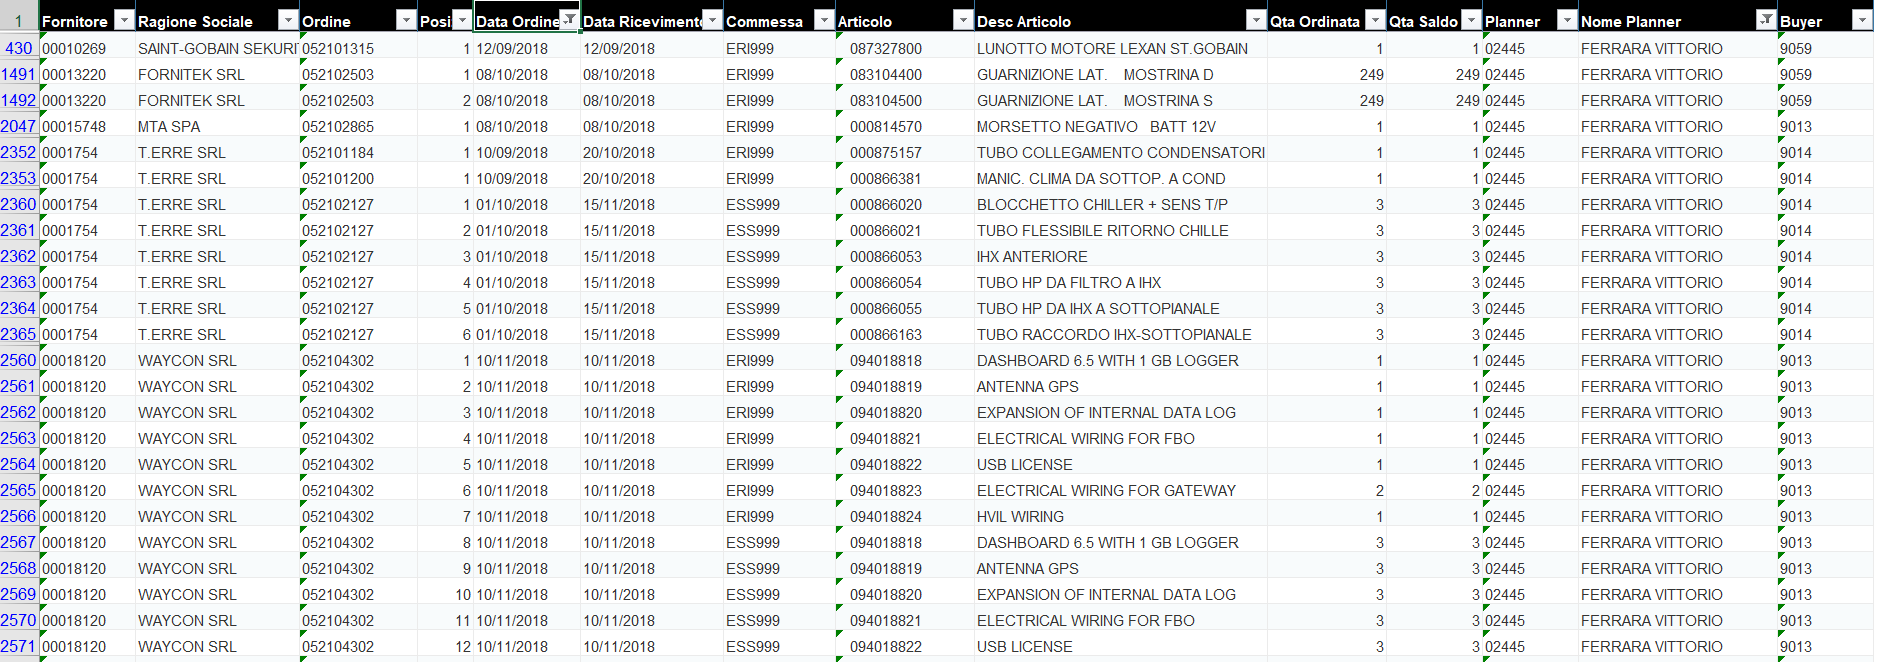 1 Fornitore Ragione Sociale Ordine Posi Data Ordine Data Ricevimento Commessa Articolo Desc Articolo Qta Ordinata Qta Saldo Planner Nome Planner Buyer
430 00010269 SAINT-GOBAIN SEKURI 052101315 1 12/09/2018 12/09/2018 ERI999 087327800 LUNOTTO MOTORE LEXAN ST.GOBAIN 1 1 02445 FERRARA VITTORIO 9059
1491 00013220 FORNITEK SRL 052102503 1 08/10/2018 08/10/2018 ERI999 083104400 GUARNIZIONE LAT. MOSTRINA D 249 249 02445 FERRARA VITTORIO 9059
1492 00013220 FORNITEK SRL 052102503 2 08/10/2018 08/10/2018 ERI999 083104500 GUARNIZIONE LAT. MOSTRINA S 249 249 02445 FERRARA VITTORIO 9059
2047 00015748 MTA SPA 052102865 1 08/10/2018 08/10/2018 ERI999 000814570 MORSETTO NEGATIVO BATT 12V 1 1 02445 FERRARA VITTORIO 9013
2352 0001754 T.ERRE SRL 052101184 1 10/09/2018 20/10/2018 ERI999 000875157 TUBO COLLEGAMENTO CONDENSATORI 1 1 02445 FERRARA VITTORIO 9014
2353 0001754 T.ERRE SRL 052101200 1 10/09/2018 20/10/2018 ERI999 000866381 MANIC. CLIMA DA SOTTOP. A COND 1 1 02445 FERRARA VITTORIO 9014
2360 0001754 T.ERRE SRL 052102127 1 01/10/2018 15/11/2018 ESS999 000866020 BLOCCHETTO CHILLER + SENS T/P 3 3 02445 FERRARA VITTORIO 9014
2361 0001754 T.ERRE SRL 052102127 2 01/10/2018 15/11/2018 ESS999 000866021 TUBO FLESSIBILE RITORNO CHILLE 3 3 02445 FERRARA VITTORIO 9014
2362 0001754 T.ERRE SRL 052102127 3 01/10/2018 15/11/2018 ESS999 000866053 IHX ANTERIORE 3 3 02445 FERRARA VITTORIO 9014
2363 0001754 T.ERRE SRL 052102127 4 01/10/2018 15/11/2018 ESS999 000866054 TUBO HP DA FILTRO A IHX 3 3 02445 FERRARA VITTORIO 9014
2364 0001754 T.ERRE SRL 052102127 5 01/10/2018 15/11/2018 ESS999 000866055 TUBO HP DA IHX A SOTTOPIANALE 3 3 02445 FERRARA VITTORIO 9014
2365 0001754 T.ERRE SRL 052102127 6 01/10/2018 15/11/2018 ESS999 000866163 TUBO RACCORDO IHX-SOTTOPIANALE 3 3 02445 FERRARA VITTORIO 9014
2560 00018120 WAYCON SRL 052104302 1 10/11/2018 10/11/2018 ERI999 094018818 DASHBOARD 6.5 WITH 1 GB LOGGER 1 1 02445 FERRARA VITTORIO 9013
2561 00018120 WAYCON SRL 052104302 2 10/11/2018 10/11/2018 ERI999 094018819 ANTENNA GPS 1 1 02445 FERRARA VITTORIO 9013
2562 00018120 WAYCON SRL 052104302 3 10/11/2018 10/11/2018 ERI999 094018820 EXPANSION OF INTERNAL DATA LOG 1 1 02445 FERRARA VITTORIO 9013
2563 00018120 WAYCON SRL 052104302 4 10/11/2018 10/11/2018 ERI999 094018821 ELECTRICAL WIRING FOR FBO 1 1 02445 FERRARA VITTORIO 9013
2564 00018120 WAYCON SRL 052104302 5 10/11/2018 10/11/2018 ERI999 094018822 USB LICENSE 1 1 02445 FERRARA VITTORIO 9013
2565 00018120 WAYCON SRL 052104302 6 10/11/2018 10/11/2018 ERI999 094018823 ELECTRICAL WIRING FOR GATEWAY 2 2 02445 FERRARA VITTORIO 9013
2566 00018120 WAYCON SRL 052104302 7 10/11/2018 10/11/2018 ERI999 094018824 HVIL WIRING 1 1 02445 FERRARA VITTORIO 9013
2567 00018120 WAYCON SRL 052104302 8 10/11/2018 10/11/2018 ESS999 094018818 DASHBOARD 6.5 WITH 1 GB LOGGER 3 3 02445 FERRARA VITTORIO 9013
2568 00018120 WAYCON SRL 052104302 9 10/11/2018 10/11/2018 ESS999 094018819 ANTENNA GPS 3 3 02445 FERRARA VITTORIO 9013
2569 00018120 WAYCON SRL 052104302 10 10/11/2018 10/11/2018 ESS999 094018820 EXPANSION OF INTERNAL DATA LOG 3 3 02445 FERRARA VITTORIO 9013
2570 00018120 WAYCON SRL 052104302 11 10/11/2018 10/11/2018 ESS999 094018821 ELECTRICAL WIRING FOR FBO 3 3 02445 FERRARA VITTORIO 9013
2571 00018120 WAYCON SRL 052104302 12 10/11/2018 10/11/2018 ESS999 094018822 USB LICENSE 3 3 02445 FERRARA VITTORIO 9013